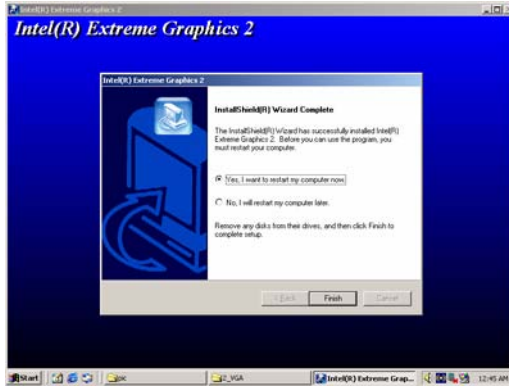 Intel(R) Extreme Graphics 2
Intel(R) Extreme Graphics 2
Intel(R) Extreme Graphics 2
InstallShield(R) Wizard Complete
The InstallShield(R) Wizard has successfully installed Intel(R)
Extreme Graphics 2. Before you can use the program, you
must restart your computer.
Yes, I want to restart my computer now.
No, I will restart my computer later.
Remove any disks from their drives, and then click Finish to
complete setup.
< Back Finish Cancel
Start 2_VGA Intel(R) Extreme Grap... 12:45 AM